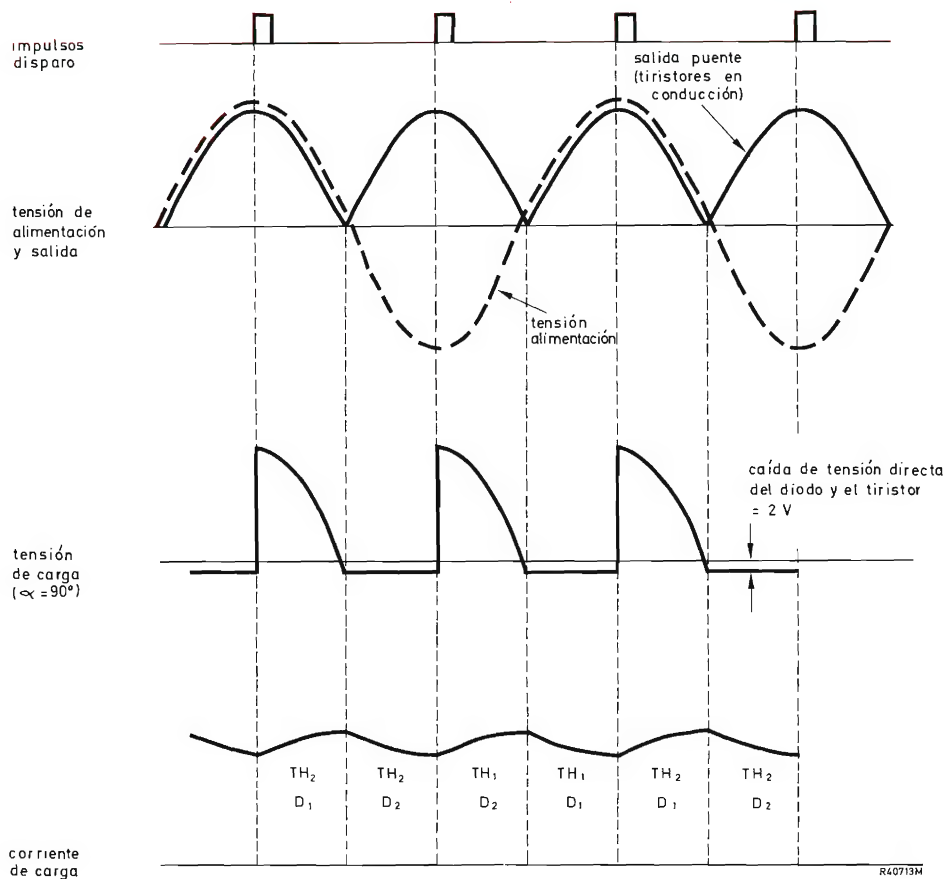 impulsos
disparo
salida puente
(tiristores en
conducción)
tensión de
alimentación
y salida
tensión
alimentación
caída de tensión directa
del diodo y el tiristor
= 2 V
tensión
de carga
(∝ = 90°)
TH₂ TH₂ TH₁ TH₁ TH₂ TH₂
D₁ D₂ D₂ D₁ D₁ D₂
corriente
de carga
R40713M